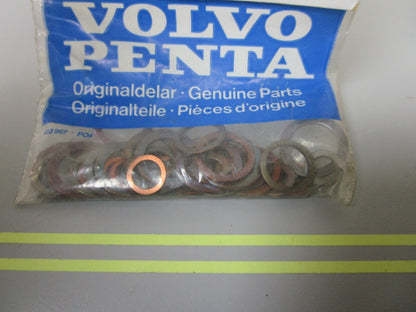 VOLVO
PENTA
Originaldelar · Genuine Parts
Originalteile · Pièces d'origine